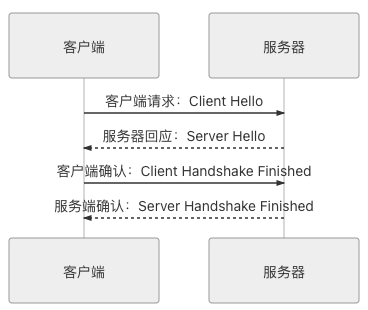 客户端
服务器
客户端请求：Client Hello
服务器回应：Server Hello
客户端确认：Client Handshake Finished
服务端确认：Server Handshake Finished
客户端
服务器